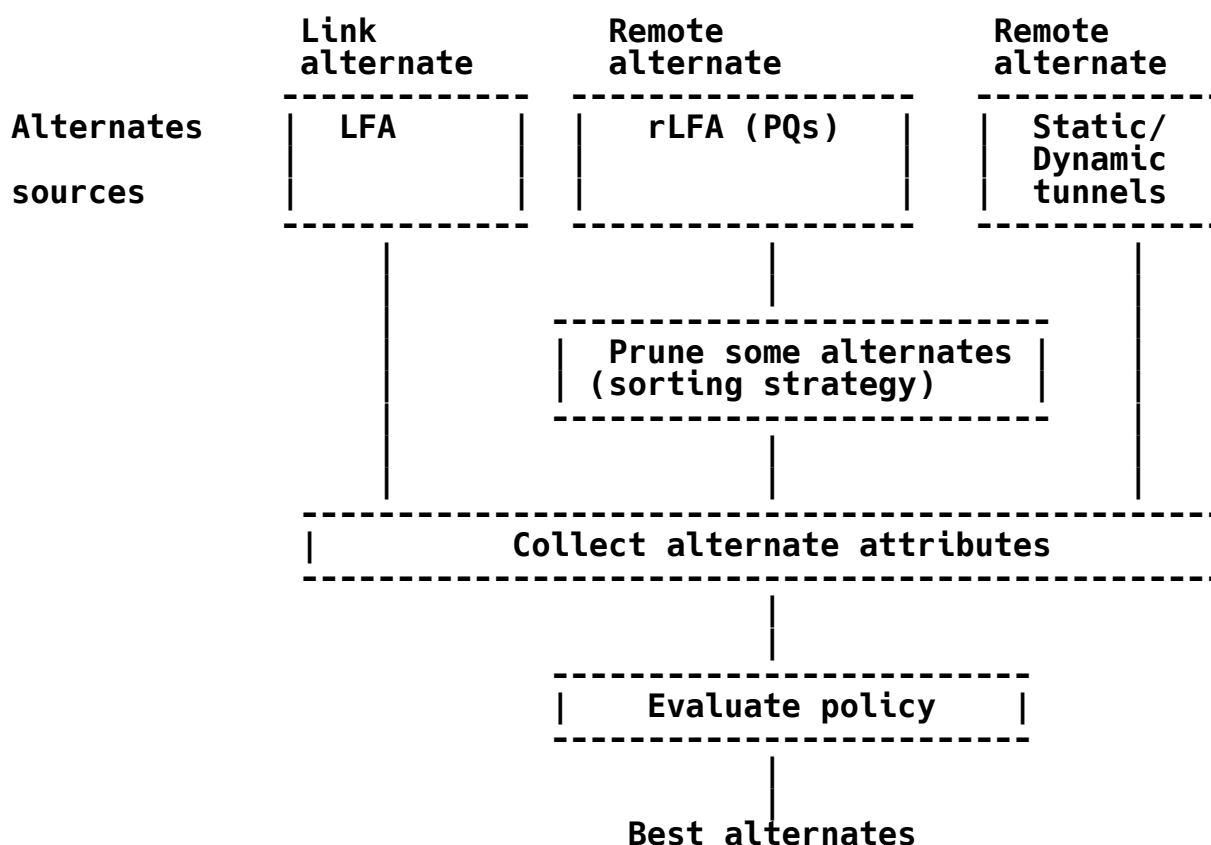 Link Remote Remote
alternate alternate alternate
Alternates LFA rLFA (PQs) Static/
Dynamic
sources tunnels
Prune some alternates
(sorting strategy)
Collect alternate attributes
Evaluate policy
Best alternates